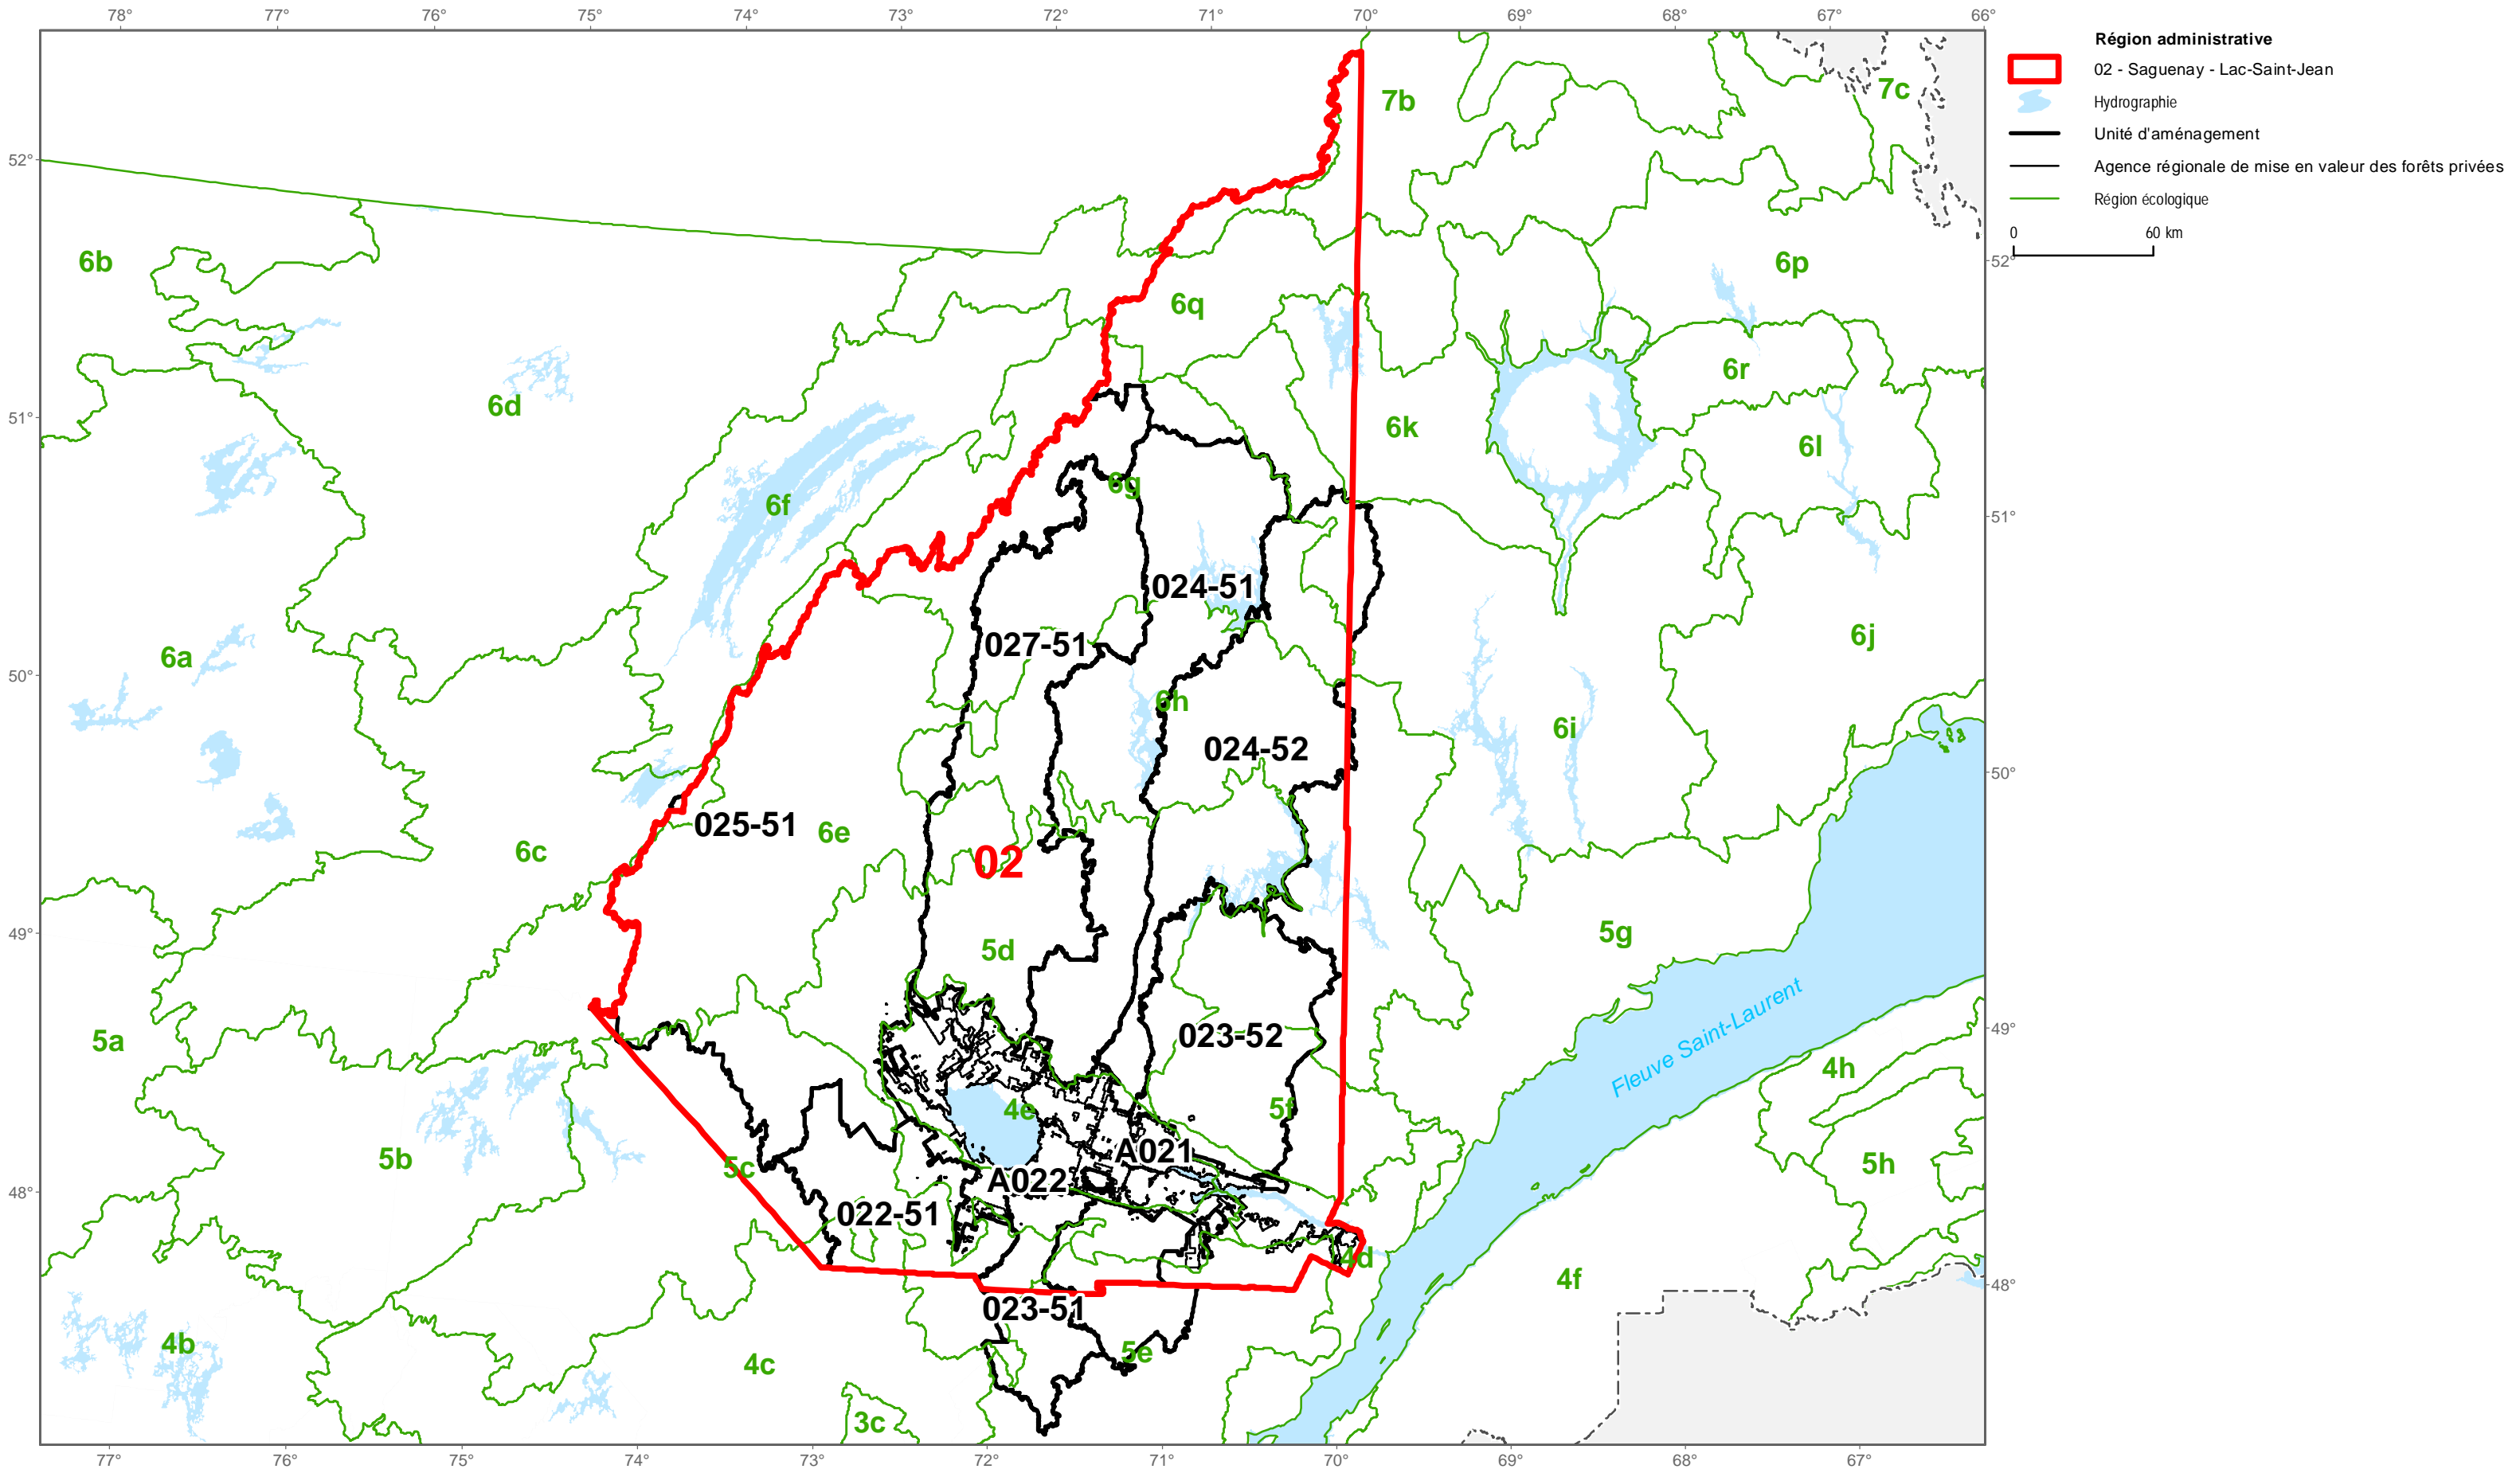 78° 77° 76° 75° 74° 73° 72° 71° 70° 69° 68° 67° 66°
Région administrative
02 - Saguenay - Lac-Saint-Jean
Hydrographie
Unité d'aménagement
Agence régionale de mise en valeur des forêts privées
Région écologique
0 60 km
7b
7c
52°
6b
52°
6p
6q
6r
6d
51°
6k
6l
6g
6f
51°
024-51
6j
027-51
6a
50°
6h
6i
024-52
50°
025-51
6e
6c
02
49°
5g
5d
Fleuve Saint-Laurent
49°
023-52
5a
4h
4e
5f
A021
5b
5c
5h
A022
48°
022-51
4d
4f
48°
023-51
4b
5e
4c
3c
77° 76° 75° 74° 73° 72° 71° 70° 69° 68° 67°